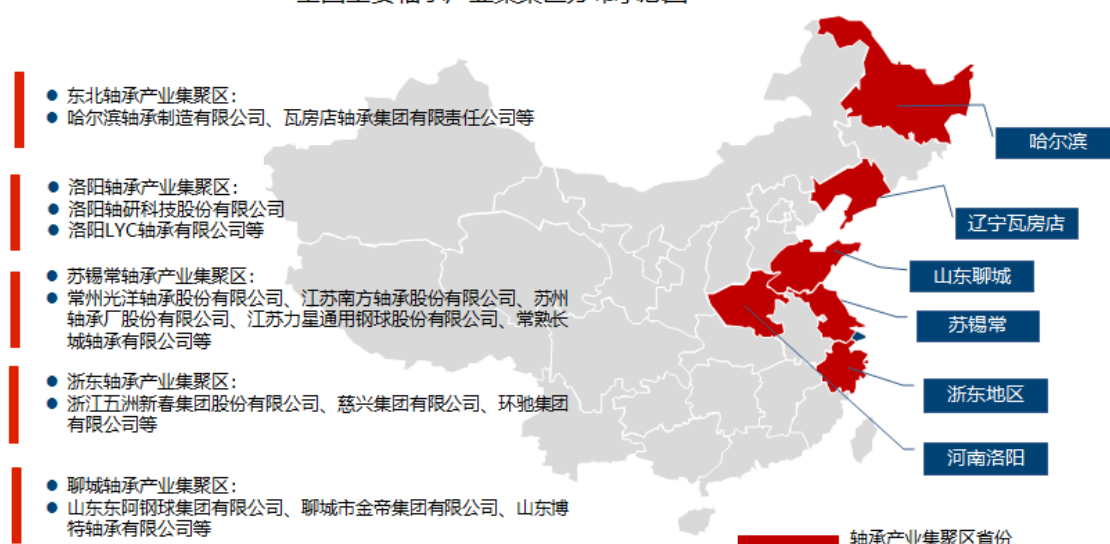 ● 东北轴承产业集聚区：
● 哈尔滨轴承制造有限公司、瓦房店轴承集团有限责任公司等
● 洛阳轴承产业集聚区：
● 洛阳轴研科技股份有限公司
● 洛阳LYC轴承有限公司等
● 苏锡常轴承产业集聚区：
● 常州光洋轴承股份有限公司、江苏南方轴承股份有限公司、苏州
轴承厂股份有限公司、江苏力星通用钢球股份有限公司、常熟长
城轴承有限公司等
● 浙东轴承产业集聚区：
● 浙江五洲新春集团股份有限公司、慈兴集团有限公司、环驰集团
有限公司等
● 聊城轴承产业集聚区：
● 山东东阿钢球集团有限公司、聊城市金帝集团有限公司、山东博
特轴承有限公司等
哈尔滨
辽宁瓦房店
山东聊城
苏锡常
浙东地区
河南洛阳
轴承产业集聚区省份